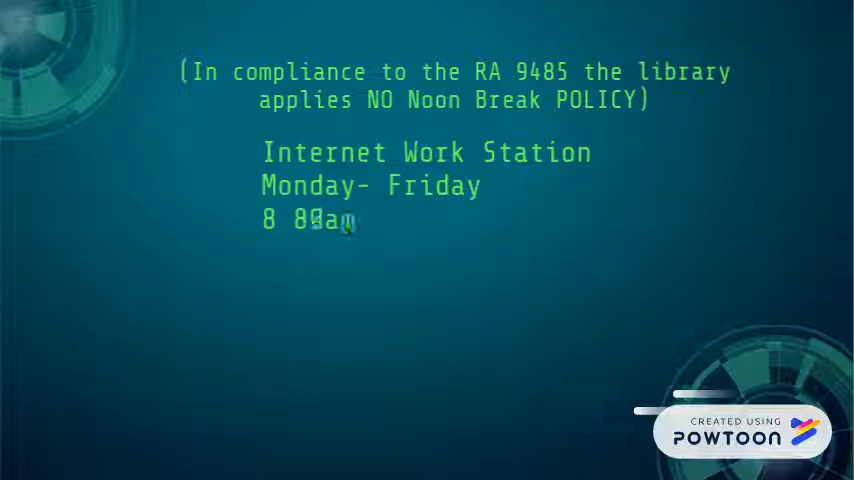 (In compliance to the RA 9485 the library
applies NO Noon Break POLICY)
Internet Work Station
Monday- Friday
8
CREATED USING
POWTOON